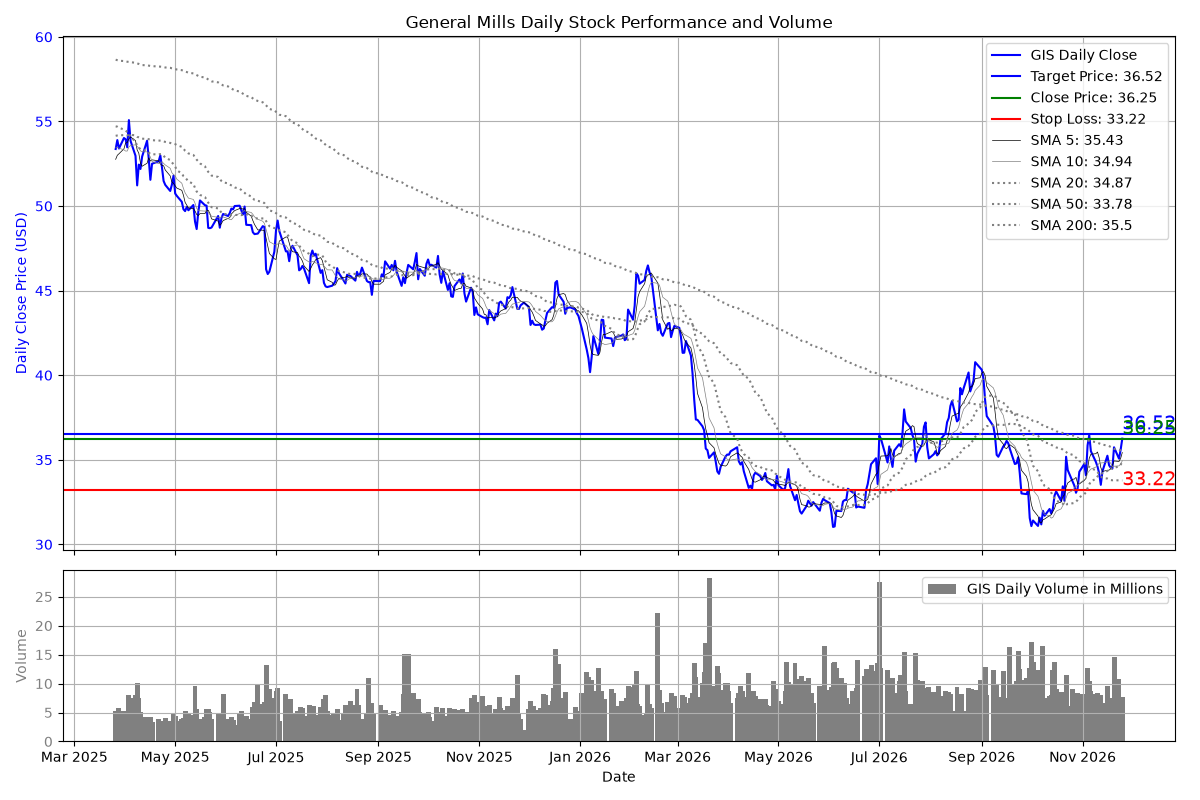 General Mills Daily Stock Performance and Volume
Daily Close Price (USD)
60
55
50
45
40
35
30
GIS Daily Close
Target Price: 36.52
Close Price: 36.25
Stop Loss: 33.22
SMA 5: 35.43
SMA 10: 34.94
SMA 20: 34.87
SMA 50: 33.78
SMA 200: 35.5
36.52
36.25
33.22
Volume
25
20
15
10
5
0
GIS Daily Volume in Millions
Mar 2025
May 2025
Jul 2025
Sep 2025
Nov 2025
Jan 2026
Mar 2026
May 2026
Jul 2026
Sep 2026
Nov 2026
Date